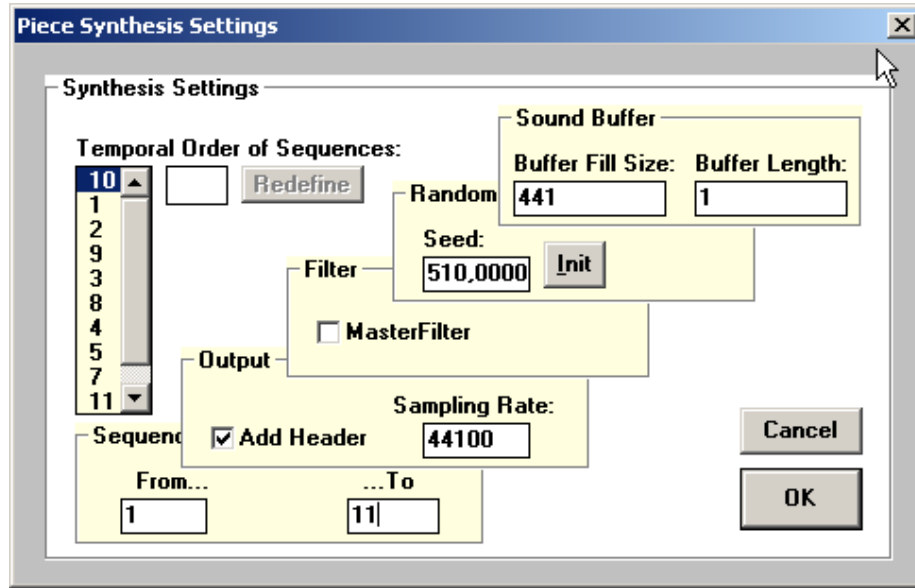 Piece Synthesis Settings
Synthesis Settings
Sound Buffer
Temporal Order of Sequences:
Buffer Fill Size: Buffer Length:
10 Redefine
441 1
1
Random
2
Seed:
9
510,0000 Init
Filter
3
8
MasterFilter
4
5
Output
7
11
Sampling Rate:
Sequenc Add Header 44100
Cancel
From... ...To
1 11
OK